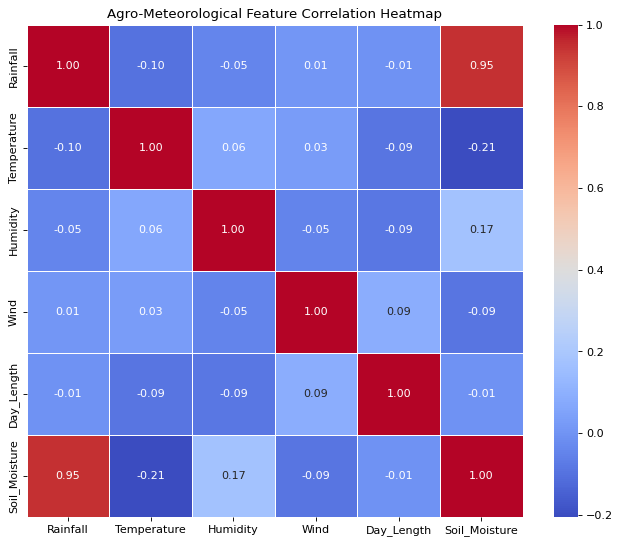 Agro-Meteorological Feature Correlation Heatmap
Rainfall 1.00 -0.10 -0.05 0.01 -0.01 0.95
Temperature -0.10 1.00 0.06 0.03 -0.09 -0.21
Humidity -0.05 0.06 1.00 -0.05 -0.09 0.17
Wind 0.01 0.03 -0.05 1.00 0.09 -0.09
Day_Length -0.01 -0.09 -0.09 0.09 1.00 -0.01
Soil_Moisture 0.95 -0.21 0.17 -0.09 -0.01 1.00
Rainfall Temperature Humidity Wind Day_Length Soil_Moisture
1.0
0.8
0.6
0.4
0.2
0.0
−0.2